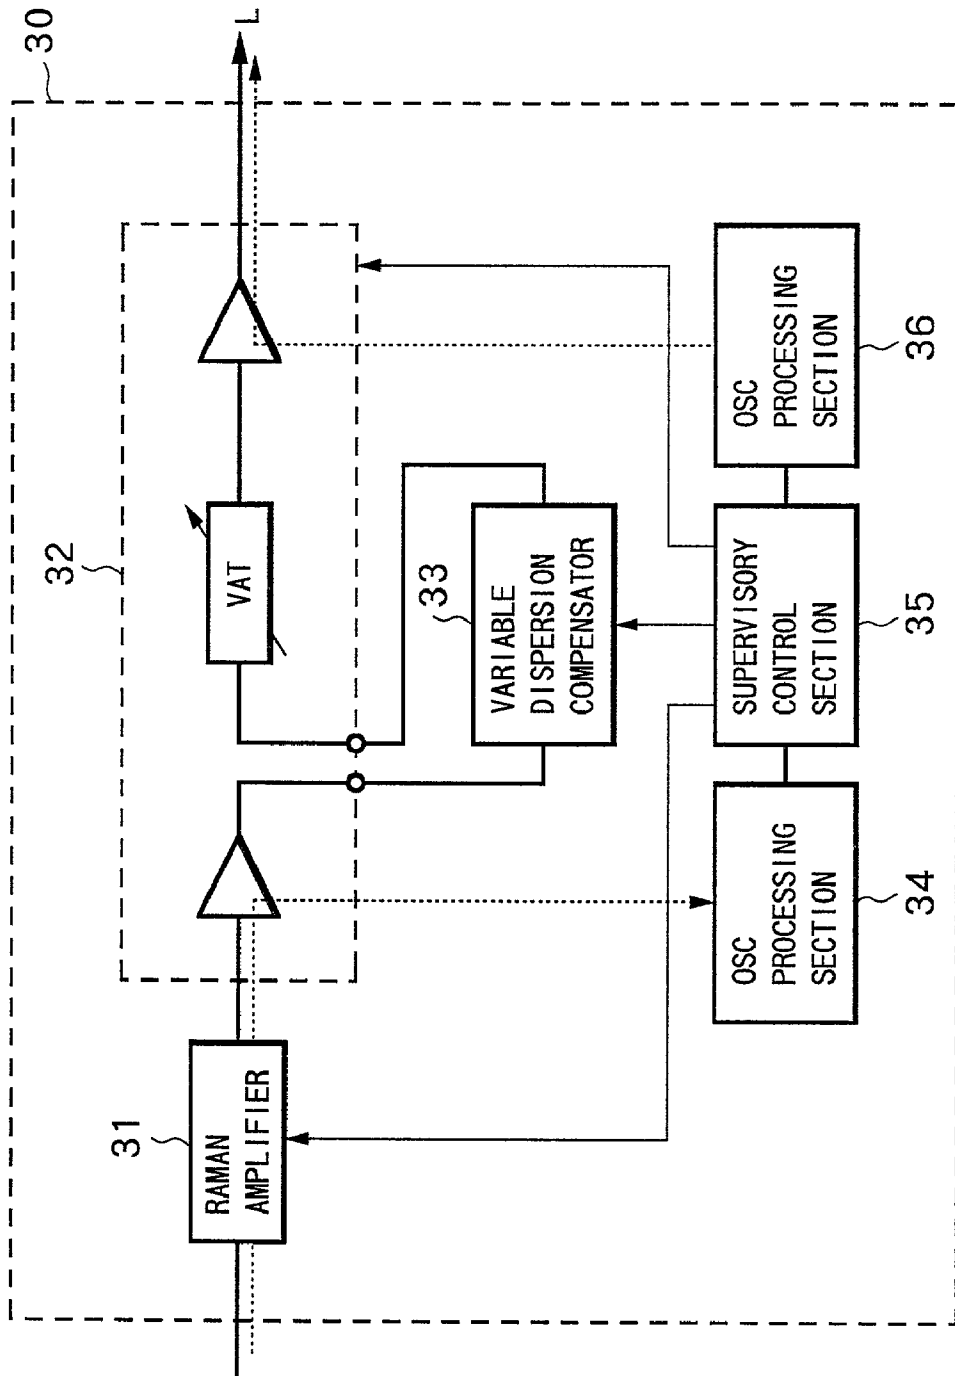 30
L
32
VAT
31
RAMAN
AMPLIFIER
33
VARIABLE
DISPERSION
COMPENSATOR
OSC
PROCESSING
SECTION
34
SUPERVISORY
CONTROL
SECTION
35
OSC
PROCESSING
SECTION
36